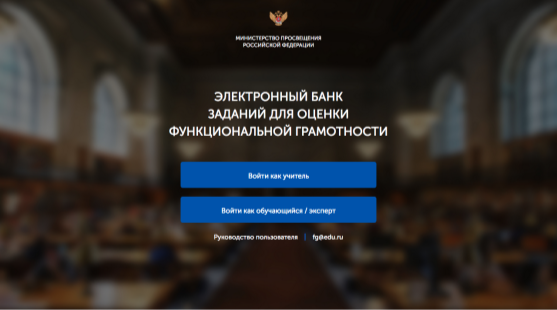 МИНИСТЕРСТВО ПРОСВЕЩЕНИЯ
РОССИЙСКОЙ ФЕДЕРАЦИИ
ЭЛЕКТРОННЫЙ БАНК
ЗАДАНИЙ ДЛЯ ОЦЕНКИ
ФУНКЦИОНАЛЬНОЙ ГРАМОТНОСТИ
Войти как учитель
Войти как обучающийся / эксперт
Руководство пользователя | fg@edu.ru